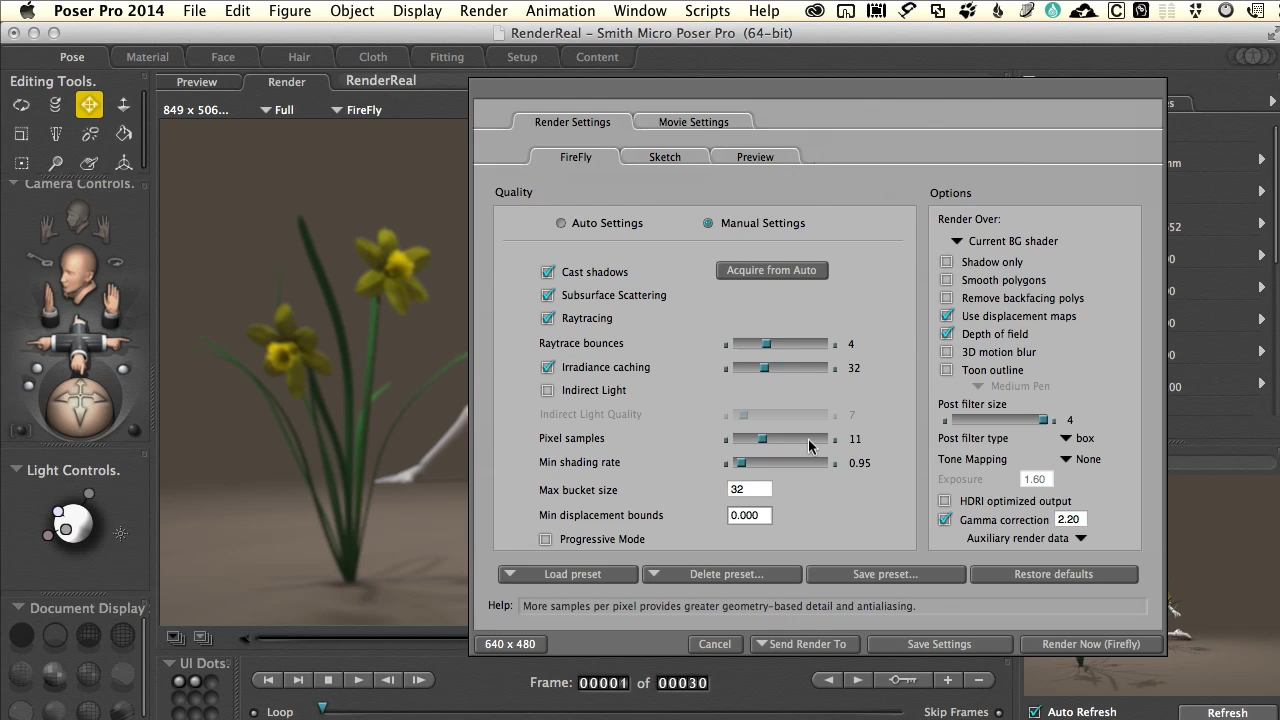 Poser Pro 2014 File Edit Figure Object Display Render Animation Window Scripts Help
RenderReal – Smith Micro Poser Pro (64-bit)
Pose Material Face Hair Cloth Fitting Setup Content
Editing Tools.
Preview Render RenderReal
849 x 506... Full FireFly
Camera Controls.
Light Controls.
Document Display
UI Dots.
Render Settings Movie Settings
FireFly Sketch Preview
Quality
Auto Settings Manual Settings
Cast shadows Acquire from Auto
Subsurface Scattering
Raytracing
Raytrace bounces 4
Irradiance caching 32
Indirect Light
Indirect Light Quality 7
Pixel samples 11
Min shading rate 0.95
Max bucket size 32
Min displacement bounds 0.000
Progressive Mode
Options
Render Over:
Current BG shader
Shadow only
Smooth polygons
Remove backfacing polys
Use displacement maps
Depth of field
3D motion blur
Toon outline
Medium Pen
Post filter size
4
Post filter type box
Tone Mapping None
Exposure 1.60
HDRI optimized output
Gamma correction 2.20
Auxiliary render data
Load preset Delete preset... Save preset... Restore defaults
Help: More samples per pixel provides greater geometry-based detail and antialiasing.
640 x 480 Cancel Send Render To Save Settings Render Now (Firefly)
Frame: 00001 of 00030
Loop Skip Frames Auto Refresh Refresh